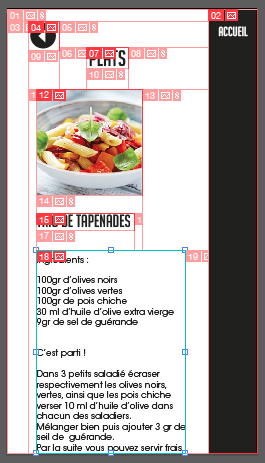 01
02
ACCUEIL
03
04
05
09
06
07
08
PLATS
10
12
13
14
15
DE TAPENADES
17
18
19
Ingrédients :
100gr d'olives noirs
100gr d'olives vertes
100gr de pois chiche
30 ml d'huile d'olive extra vierge
9gr de sel de guérande
C'est parti !
Dans 3 petits saladié écraser
respectivement les olives noirs,
vertes, ainsi que les pois chiche
verser 10 ml d'huile d'olive dans
chacun des saladiers.
Mélanger bien puis ajouter 3 gr de
sell de guérande.
Par la suite vous pouvez servir frais